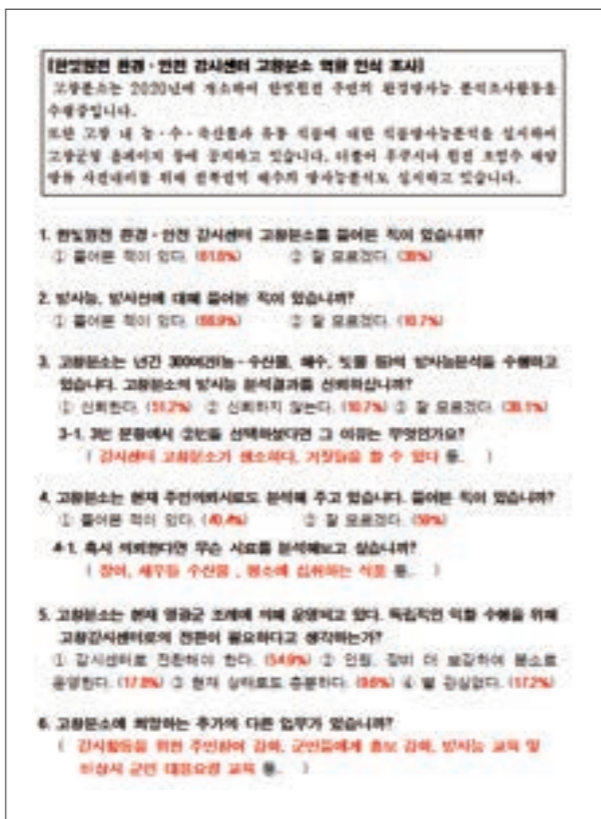 [한빛원전 환경·안전 감시센터 고창분소 역할 인식 조사]
고창분소는 2020년에 개소하여 한빛원전 주변의 환경방사능 분석조사활동을
수행중입니다.
또한 고창 내 농·수·축산물과 유통 식품에 대한 식품방사능분석을 실시하여
고창군청 홈페이지 등에 공지하고 있습니다. 더불어 후쿠시마 원전 오염수 해양
방류 사전대비를 위해 전북권역 해수의 방사능분석도 실시하고 있습니다.
1. 한빛원전 환경·안전 감시센터 고창분소를 들어본 적이 있습니까?
① 들어본 적이 있다. (61.6%) ② 잘 모르겠다. (38%)
2. 방사능, 방사선에 대해 들어본 적이 있습니까?
① 들어본 적이 있다. (88.9%) ② 잘 모르겠다. (10.7%)
3. 고창분소는 년간 300여건(농·수산물, 해수, 빗물 등)의 방사능분석을 수행하고
있습니다. 고창분소의 방사능 분석결과를 신뢰하십니까?
① 신뢰한다. (51.2%) ② 신뢰하지 않는다. (10.7%) ③ 잘 모르겠다. (38.1%)
3-1. 3번 문항에서 ②번을 선택하셨다면 그 이유는 무엇인가요?
( 감시센터 고창분소가 생소하다, 거짓말을 할 수 있다 등. )
4. 고창분소는 현재 주민의뢰시료도 분석해 주고 있습니다. 들어본 적이 있습니까?
① 들어본 적이 있다. (40.4%) ② 잘 모르겠다. (59%)
4-1. 혹시 의뢰한다면 무슨 시료를 분석해보고 싶습니까?
( 장어, 새우등 수산물, 평소에 섭취하는 식품 등. )
5. 고창분소는 현재 영광군 조례에 의해 운영되고 있다. 독립적인 역할 수행을 위해
고창감시센터로의 전환이 필요하다고 생각하는가?
① 감시센터로 전환해야 한다. (54.9%) ② 인원, 장비 더 보강하여 분소로
운영한다. (17.8%) ③ 현재 상태로도 충분하다. (9.8%) ④ 별 관심없다. (17.2%)
6. 고창분소에 희망하는 추가의 다른 업무가 있습니까?
( 감시활동을 위한 주민참여 강화, 군민들에게 홍보 강화, 방사능 교육 및
비상시 군민 대응요령 교육 등. )